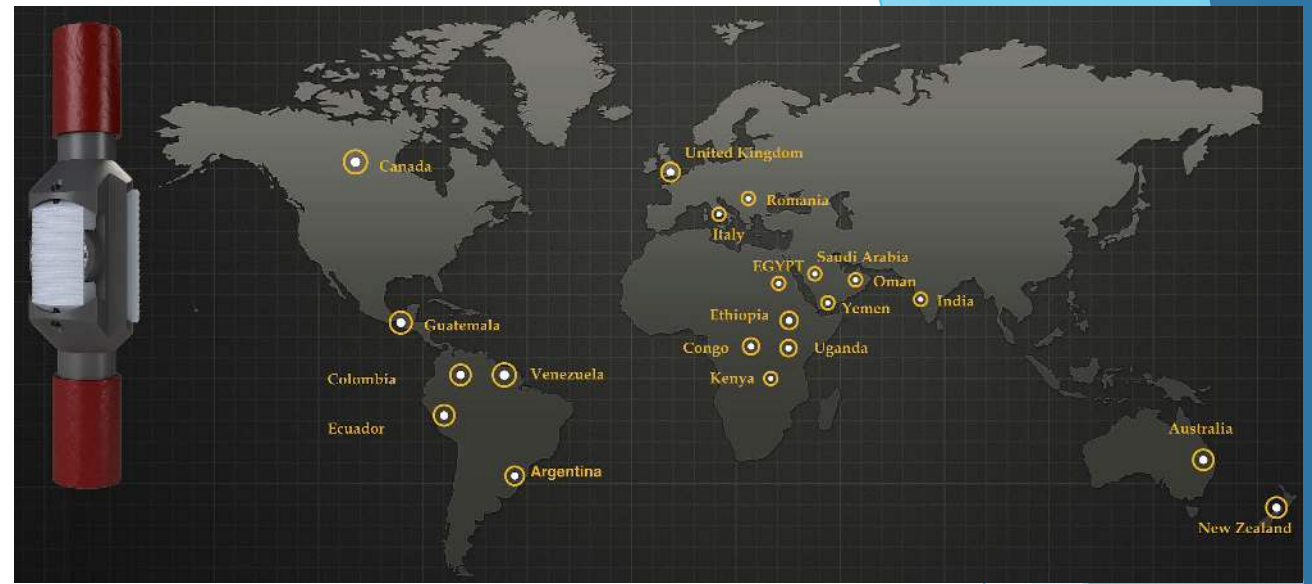 United Kingdom
Canada
Romania
Italy
Saudi Arabia
EGYPT
Oman
India
Yemen
Ethiopia
Guatemala
Congo
Uganda
Venezuela
Columbia
Kenya
Ecuador
Australia
Argentina
New Zealand